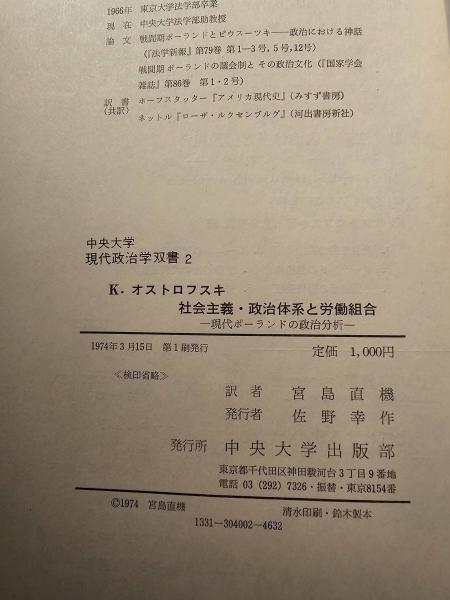 1966年 東京大学法学部卒業
現在 中央大学法学部助教授
論文 戦間期ポーランドとピウスーツキ――政治における神話
(『法学新報』第79巻 第1―3号, 5号, 12号)
戦間期ポーランドの議会制と その政治文化 (『国家学会
雑誌』第86巻 第1・2号)
訳書 ホーフスタッター『アメリカ現代史』(みすず書房)
(共訳) ネットル『ローザ・ルクセンブルグ』(河出書房新社)
中央大学
現代政治学双書 2
K. オストロフスキ
社会主義・政治体系と労働組合
―現代ポーランドの政治分析―
1974年3月15日 第1刷発行 定価 1,000円
≪検印省略≫
訳者 宮島直機
発行者 佐野幸作
発行所 中央大学出版部
東京都千代田区神田駿河台3丁目9番地
電話 03 (292) 7326・振替・東京8154番
©1974 宮島直機 清水印刷・鈴木製本
1331―304002―4632